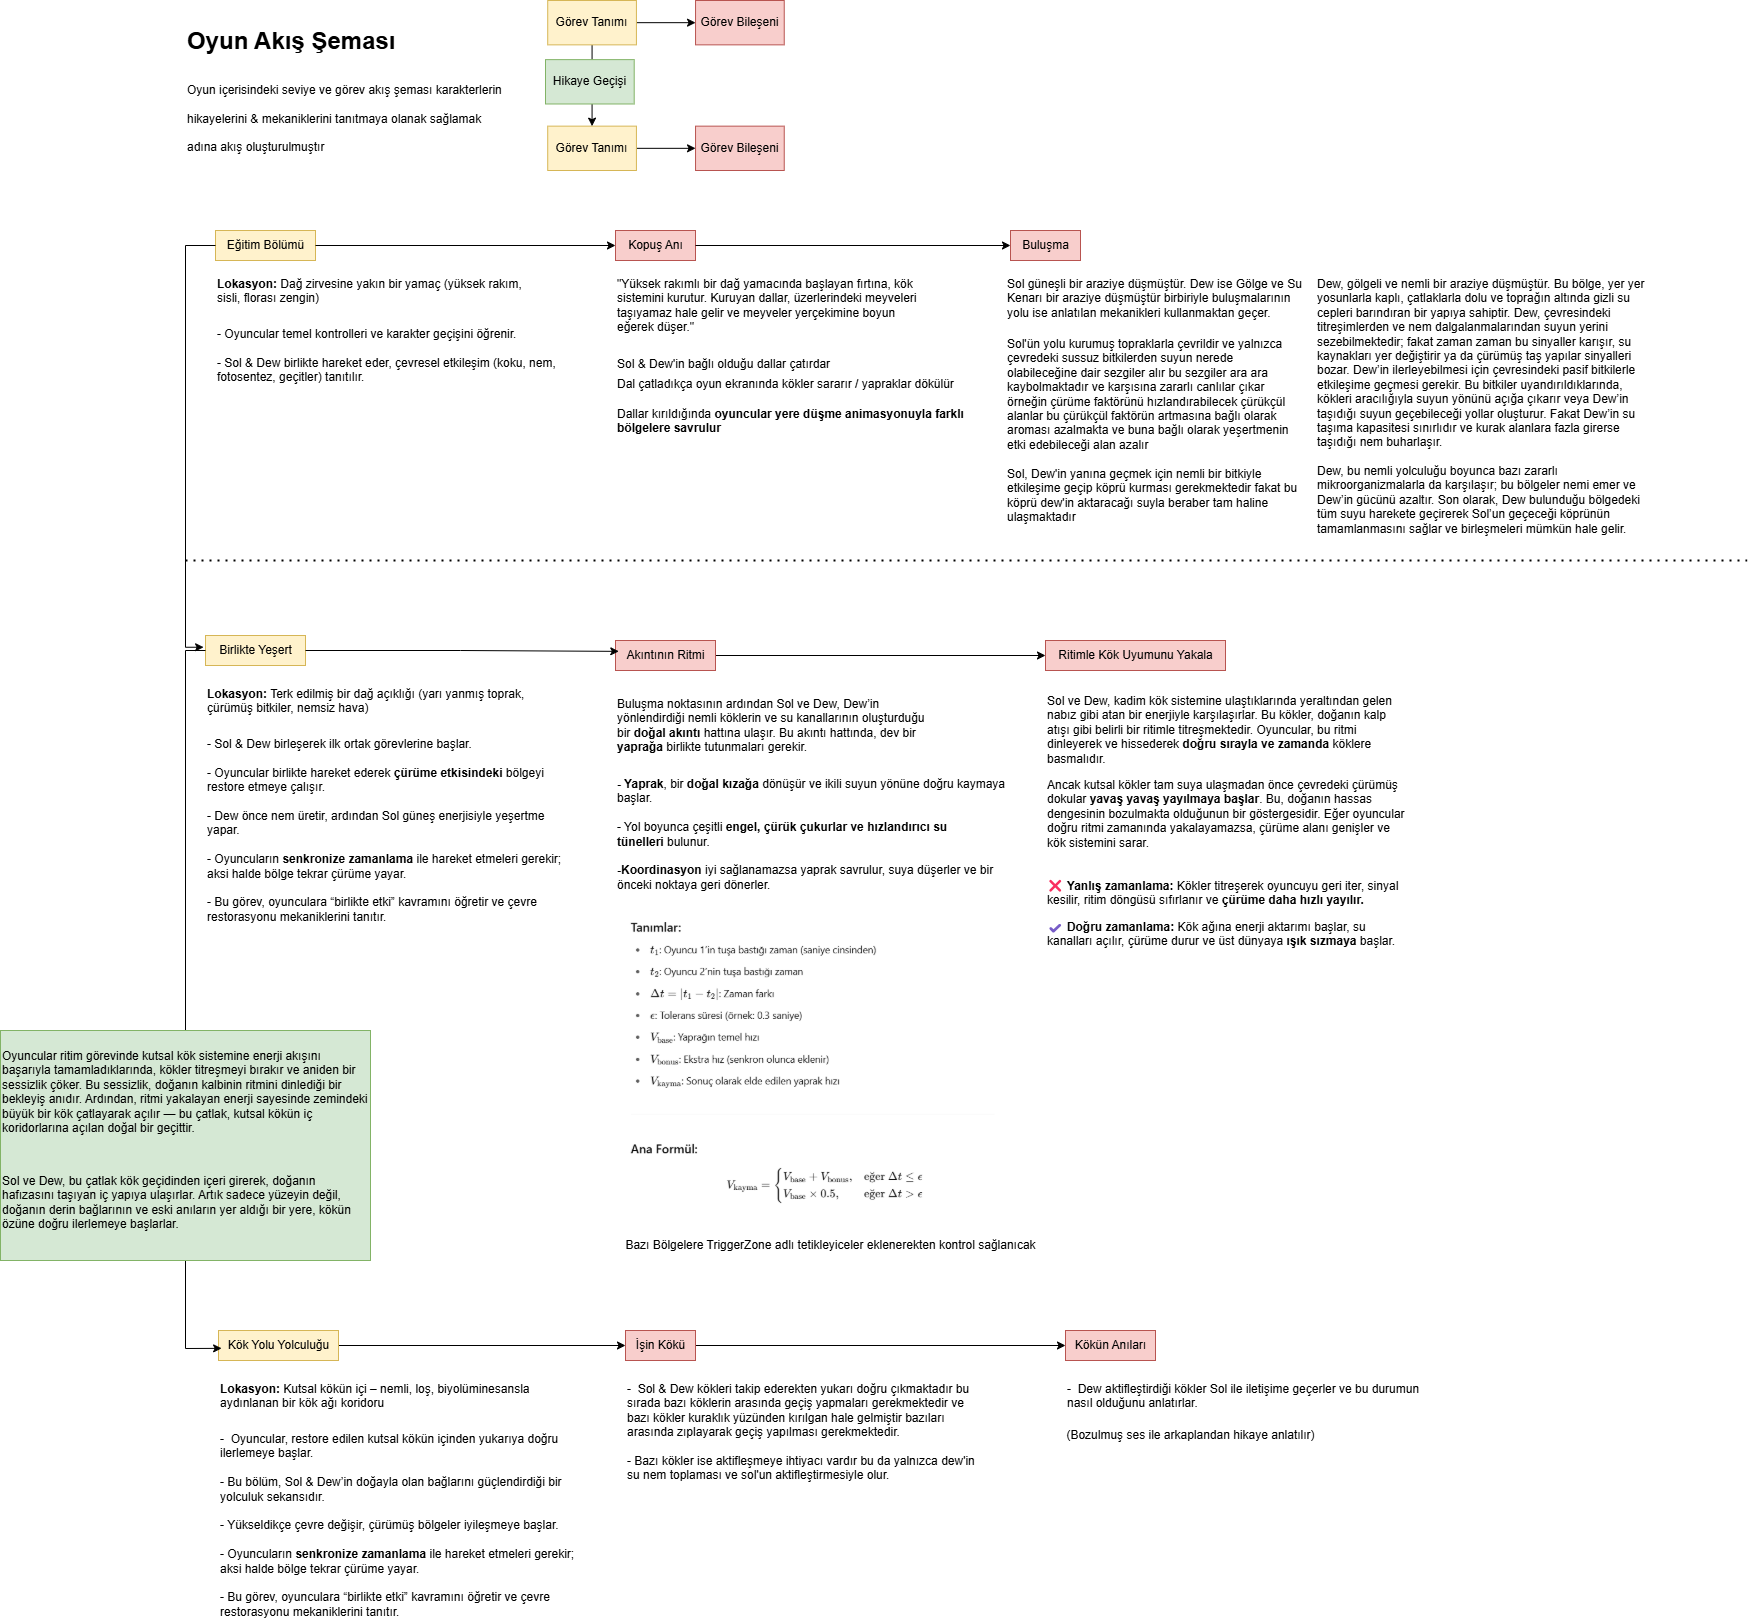 Oyun Akış Şeması
Oyun içerisindeki seviye ve görev akış şeması karakterlerin
hikayelerini & mekaniklerini tanıtmaya olanak sağlamak
adına akış oluşturulmuştır
Görev Tanımı
Görev Bileşeni
Hikaye Geçişi
Görev Tanımı
Görev Bileşeni
Eğitim Bölümü
Kopuş Anı
Buluşma
Lokasyon: Dağ zirvesine yakın bir yamaç (yüksek rakım,
sisli, florası zengin)
- Oyuncular temel kontrolleri ve karakter geçişini öğrenir.
- Sol & Dew birlikte hareket eder, çevresel etkileşim (koku, nem,
fotosentez, geçitler) tanıtılır.
"Yüksek rakımlı bir dağ yamacında başlayan fırtına, kök
sistemini kurutur. Kuruyan dallar, üzerlerindeki meyveleri
taşıyamaz hale gelir ve meyveler yerçekimine boyun
eğerek düşer."
Sol & Dew'in bağlı olduğu dallar çatırdar
Dal çatladıkça oyun ekranında kökler sararır / yapraklar dökülür
Dallar kırıldığında oyuncular yere düşme animasyonuyla farklı
bölgelere savrulur
Sol güneşli bir araziye düşmüştür. Dew ise Gölge ve Su
Kenarı bir araziye düşmüştür birbiriyle buluşmalarının
yolu ise anlatılan mekanikleri kullanmaktan geçer.
Sol'ün yolu kurumuş topraklarla çevrildir ve yalnızca
çevredeki sussuz bitkilerden suyun nerede
olabileceğine dair sezgiler alır bu sezgiler ara ara
kaybolmaktadır ve karşısına zararlı canlılar çıkar
örneğin çürüme faktörünü hızlandırabilecek çürükçül
alanlar bu çürükçül faktörün artmasına bağlı olarak
aroması azalmakta ve buna bağlı olarak yeşertmenin
etki edebileceği alan azalır
Sol, Dew'in yanına geçmek için nemli bir bitkiyle
etkileşime geçip köprü kurması gerekmektedir fakat bu
köprü dew'in aktaracağı suyla beraber tam haline
ulaşmaktadır
Dew, gölgeli ve nemli bir araziye düşmüştür. Bu bölge, yer yer
yosunlarla kaplı, çatlaklarla dolu ve toprağın altında gizli su
cepleri barındıran bir yapıya sahiptir. Dew, çevresindeki
titreşimlerden ve nem dalgalanmalarından suyun yerini
sezebilmektedir; fakat zaman zaman bu sinyaller karışır, su
kaynakları yer değiştirir ya da çürümüş taş yapılar sinyalleri
bozar. Dew’in ilerleyebilmesi için çevresindeki pasif bitkilerle
etkileşime geçmesi gerekir. Bu bitkiler uyandırıldıklarında,
kökleri aracılığıyla suyun yönünü açığa çıkarır veya Dew’in
taşıdığı suyun geçebileceği yollar oluşturur. Fakat Dew’in su
taşıma kapasitesi sınırlıdır ve kurak alanlara fazla girerse
taşıdığı nem buharlaşır.
Dew, bu nemli yolculuğu boyunca bazı zararlı
mikroorganizmalarla da karşılaşır; bu bölgeler nemi emer ve
Dew’in gücünü azaltır. Son olarak, Dew bulunduğu bölgedeki
tüm suyu harekete geçirerek Sol’un geçeceği köprünün
tamamlanmasını sağlar ve birleşmeleri mümkün hale gelir.
Birlikte Yeşert
Akıntının Ritmi
Ritimle Kök Uyumunu Yakala
Lokasyon: Terk edilmiş bir dağ açıklığı (yarı yanmış toprak,
çürümüş bitkiler, nemsiz hava)
- Sol & Dew birleşerek ilk ortak görevlerine başlar.
- Oyuncular birlikte hareket ederek çürüme etkisindeki bölgeyi
restore etmeye çalışır.
- Dew önce nem üretir, ardından Sol güneş enerjisiyle yeşertme
yapar.
- Oyuncuların senkronize zamanlama ile hareket etmeleri gerekir;
aksi halde bölge tekrar çürüme yayar.
- Bu görev, oyunculara “birlikte etki” kavramını öğretir ve çevre
restorasyonu mekaniklerini tanıtır.
Buluşma noktasının ardından Sol ve Dew, Dew’in
yönlendirdiği nemli köklerin ve su kanallarının oluşturduğu
bir doğal akıntı hattına ulaşır. Bu akıntı hattında, dev bir
yaprağa birlikte tutunmaları gerekir.
- Yaprak, bir doğal kızağa dönüşür ve ikili suyun yönüne doğru kaymaya
başlar.
- Yol boyunca çeşitli engel, çürük çukurlar ve hızlandırıcı su
tünelleri bulunur.
-Koordinasyon iyi sağlanamazsa yaprak savrulur, suya düşerler ve bir
önceki noktaya geri dönerler.
Tanımlar:
• t₁: Oyuncu 1’in tuşa bastığı zaman (saniye cinsinden)
• t₂: Oyuncu 2’nin tuşa bastığı zaman
• Δt = |t₁ − t₂|: Zaman farkı
• ϵ: Tolerans süresi (örnek: 0.3 saniye)
• V_base: Yaprağın temel hızı
• V_bonus: Ekstra hız (senkron olunca eklenir)
• V_kayma: Sonuç olarak elde edilen yaprak hızı
Ana Formül:
V_kayma = { V_base + V_bonus, eğer Δt ≤ ϵ
V_base × 0.5, eğer Δt > ϵ
Bazı Bölgelere TriggerZone adlı tetikleyiceler eklenerekten kontrol sağlanıcak
Sol ve Dew, kadim kök sistemine ulaştıklarında yeraltından gelen
nabız gibi atan bir enerjiyle karşılaşırlar. Bu kökler, doğanın kalp
atışı gibi belirli bir ritimle titreşmektedir. Oyuncular, bu ritmi
dinleyerek ve hissederek doğru sırayla ve zamanda köklere
basmalıdır.
Ancak kutsal kökler tam suya ulaşmadan önce çevredeki çürümüş
dokular yavaş yavaş yayılmaya başlar. Bu, doğanın hassas
dengesinin bozulmakta olduğunun bir göstergesidir. Eğer oyuncular
doğru ritmi zamanında yakalayamazsa, çürüme alanı genişler ve
kök sistemini sarar.
❌ Yanlış zamanlama: Kökler titreşerek oyuncuyu geri iter, sinyal
kesilir, ritim döngüsü sıfırlanır ve çürüme daha hızlı yayılır.
✔ Doğru zamanlama: Kök ağına enerji aktarımı başlar, su
kanalları açılır, çürüme durur ve üst dünyaya ışık sızmaya başlar.
Oyuncular ritim görevinde kutsal kök sistemine enerji akışını
başarıyla tamamladıklarında, kökler titreşmeyi bırakır ve aniden bir
sessizlik çöker. Bu sessizlik, doğanın kalbinin ritmini dinlediği bir
bekleyiş anıdır. Ardından, ritmi yakalayan enerji sayesinde zemindeki
büyük bir kök çatlayarak açılır — bu çatlak, kutsal kökün iç
koridorlarına açılan doğal bir geçittir.
Sol ve Dew, bu çatlak kök geçidinden içeri girerek, doğanın
hafızasını taşıyan iç yapıya ulaşırlar. Artık sadece yüzeyin değil,
doğanın derin bağlarının ve eski anıların yer aldığı bir yere, kökün
özüne doğru ilerlemeye başlarlar.
Kök Yolu Yolculuğu
İşin Kökü
Kökün Anıları
Lokasyon: Kutsal kökün içi – nemli, loş, biyolüminesansla
aydınlanan bir kök ağı koridoru
- Oyuncular, restore edilen kutsal kökün içinden yukarıya doğru
ilerlemeye başlar.
- Bu bölüm, Sol & Dew’in doğayla olan bağlarını güçlendirdiği bir
yolculuk sekansıdır.
- Yükseldikçe çevre değişir, çürümüş bölgeler iyileşmeye başlar.
- Oyuncuların senkronize zamanlama ile hareket etmeleri gerekir;
aksi halde bölge tekrar çürüme yayar.
- Bu görev, oyunculara “birlikte etki” kavramını öğretir ve çevre
restorasyonu mekaniklerini tanıtır.
- Sol & Dew kökleri takip ederekten yukarı doğru çıkmaktadır bu
sırada bazı köklerin arasında geçiş yapmaları gerekmektedir ve
bazı kökler kuraklık yüzünden kırılgan hale gelmiştir bazıları
arasında zıplayarak geçiş yapılması gerekmektedir.
- Bazı kökler ise aktifleşmeye ihtiyacı vardır bu da yalnızca dew'in
su nem toplaması ve sol'un aktifleştirmesiyle olur.
- Dew aktifleştirdiği kökler Sol ile iletişime geçerler ve bu durumun
nasıl olduğunu anlatırlar.
(Bozulmuş ses ile arkaplandan hikaye anlatılır)